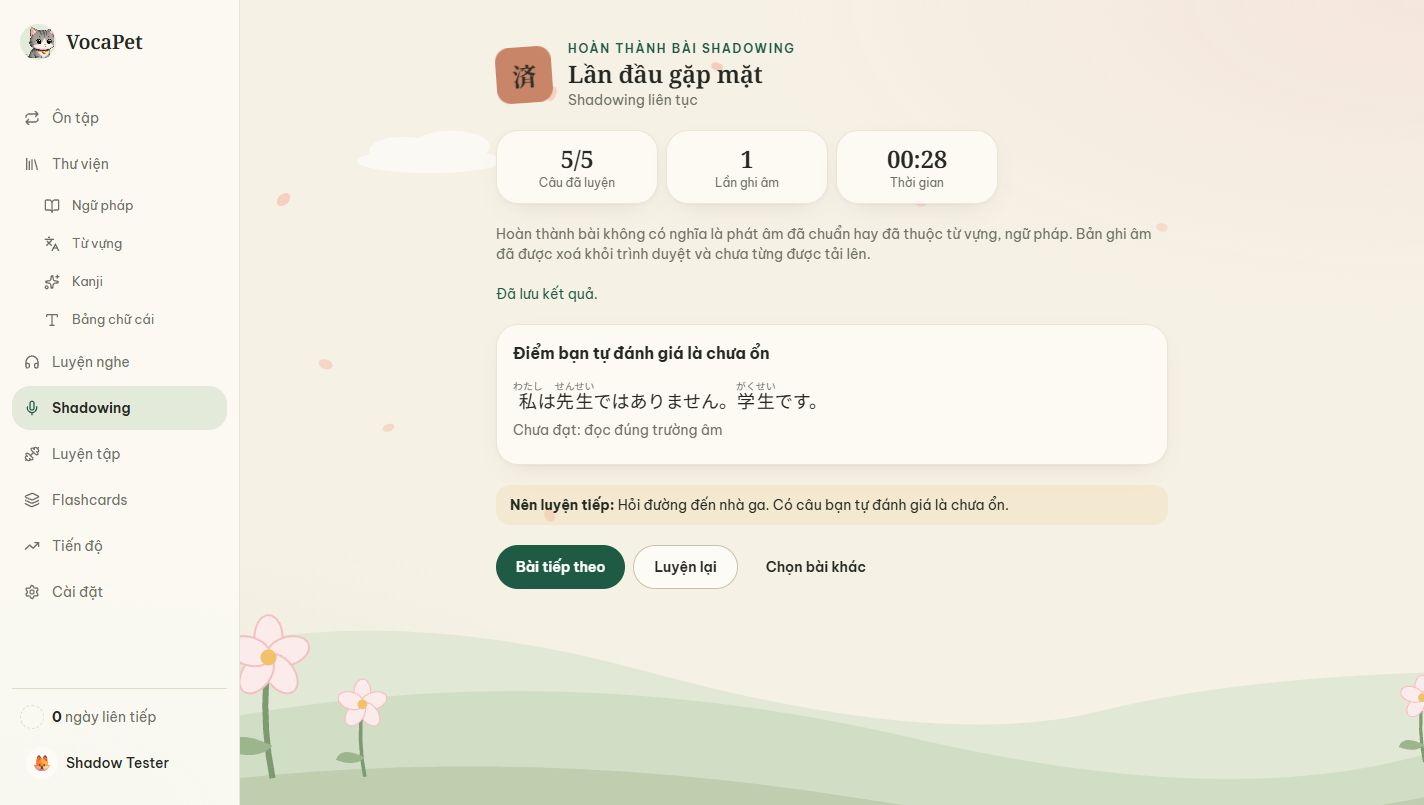 VocaPet
Ôn tập
Thư viện
Ngữ pháp
Từ vựng
Kanji
Bảng chữ cái
Luyện nghe
Shadowing
Luyện tập
Flashcards
Tiến độ
Cài đặt
0 ngày liên tiếp
Shadow Tester
済
HOÀN THÀNH BÀI SHADOWING
Lần đầu gặp mặt
Shadowing liên tục
5/5
Câu đã luyện
1
Lần ghi âm
00:28
Thời gian
Hoàn thành bài không có nghĩa là phát âm đã chuẩn hay đã thuộc từ vựng, ngữ pháp. Bản ghi âm
đã được xoá khỏi trình duyệt và chưa từng được tải lên.
Đã lưu kết quả.
Điểm bạn tự đánh giá là chưa ổn
わたし せんせい がくせい
私は先生ではありません。学生です。
Chưa đạt: đọc đúng trường âm
Nên luyện tiếp: Hỏi đường đến nhà ga. Có câu bạn tự đánh giá là chưa ổn.
Bài tiếp theo
Luyện lại
Chọn bài khác